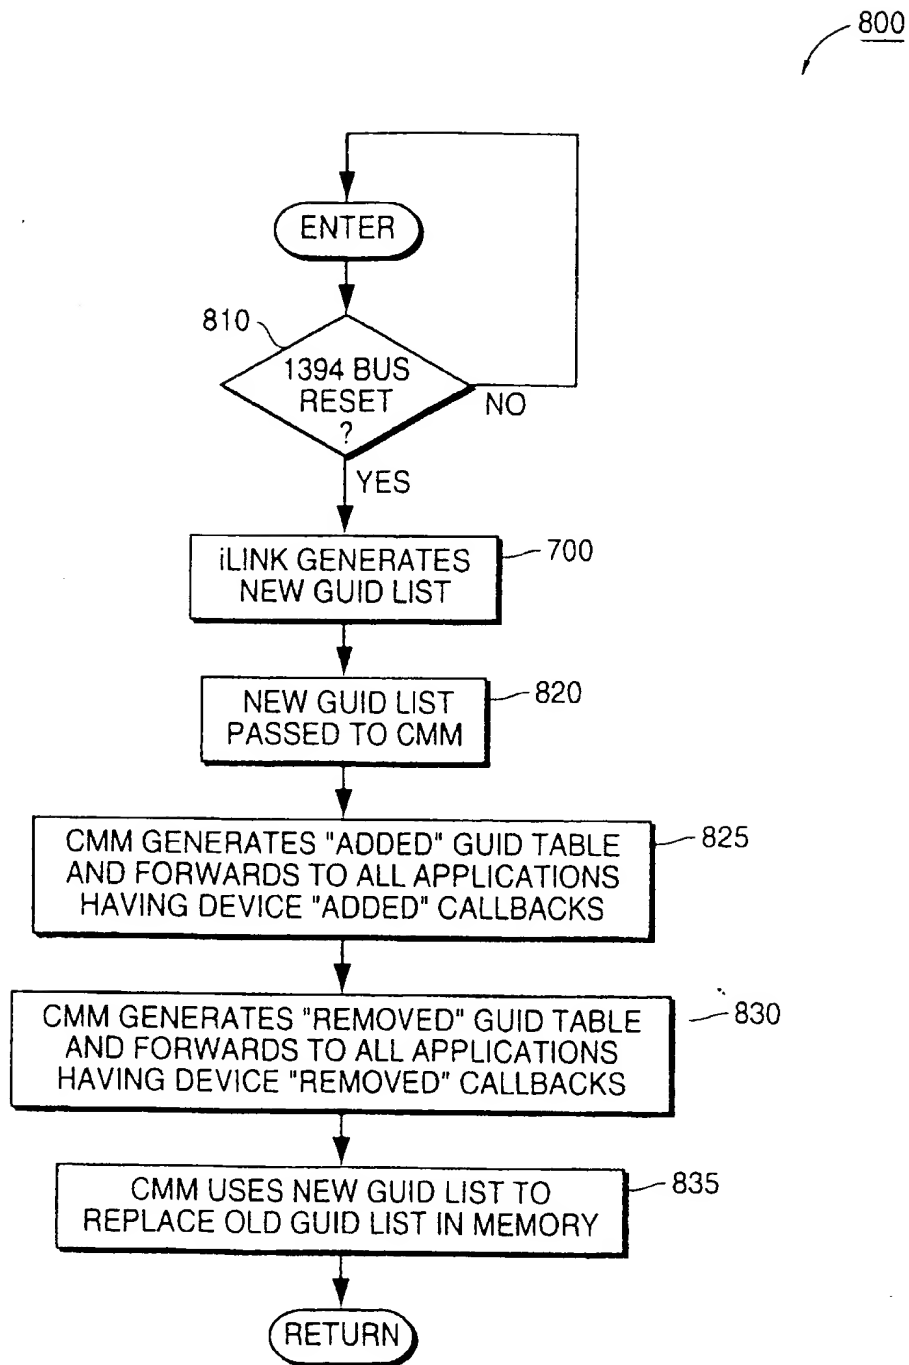 800
ENTER
810
1394 BUS
RESET
?
NO
YES
iLINK GENERATES
NEW GUID LIST
700
NEW GUID LIST
PASSED TO CMM
820
CMM GENERATES "ADDED" GUID TABLE
AND FORWARDS TO ALL APPLICATIONS
HAVING DEVICE "ADDED" CALLBACKS
825
CMM GENERATES "REMOVED" GUID TABLE
AND FORWARDS TO ALL APPLICATIONS
HAVING DEVICE "REMOVED" CALLBACKS
830
CMM USES NEW GUID LIST TO
REPLACE OLD GUID LIST IN MEMORY
835
RETURN